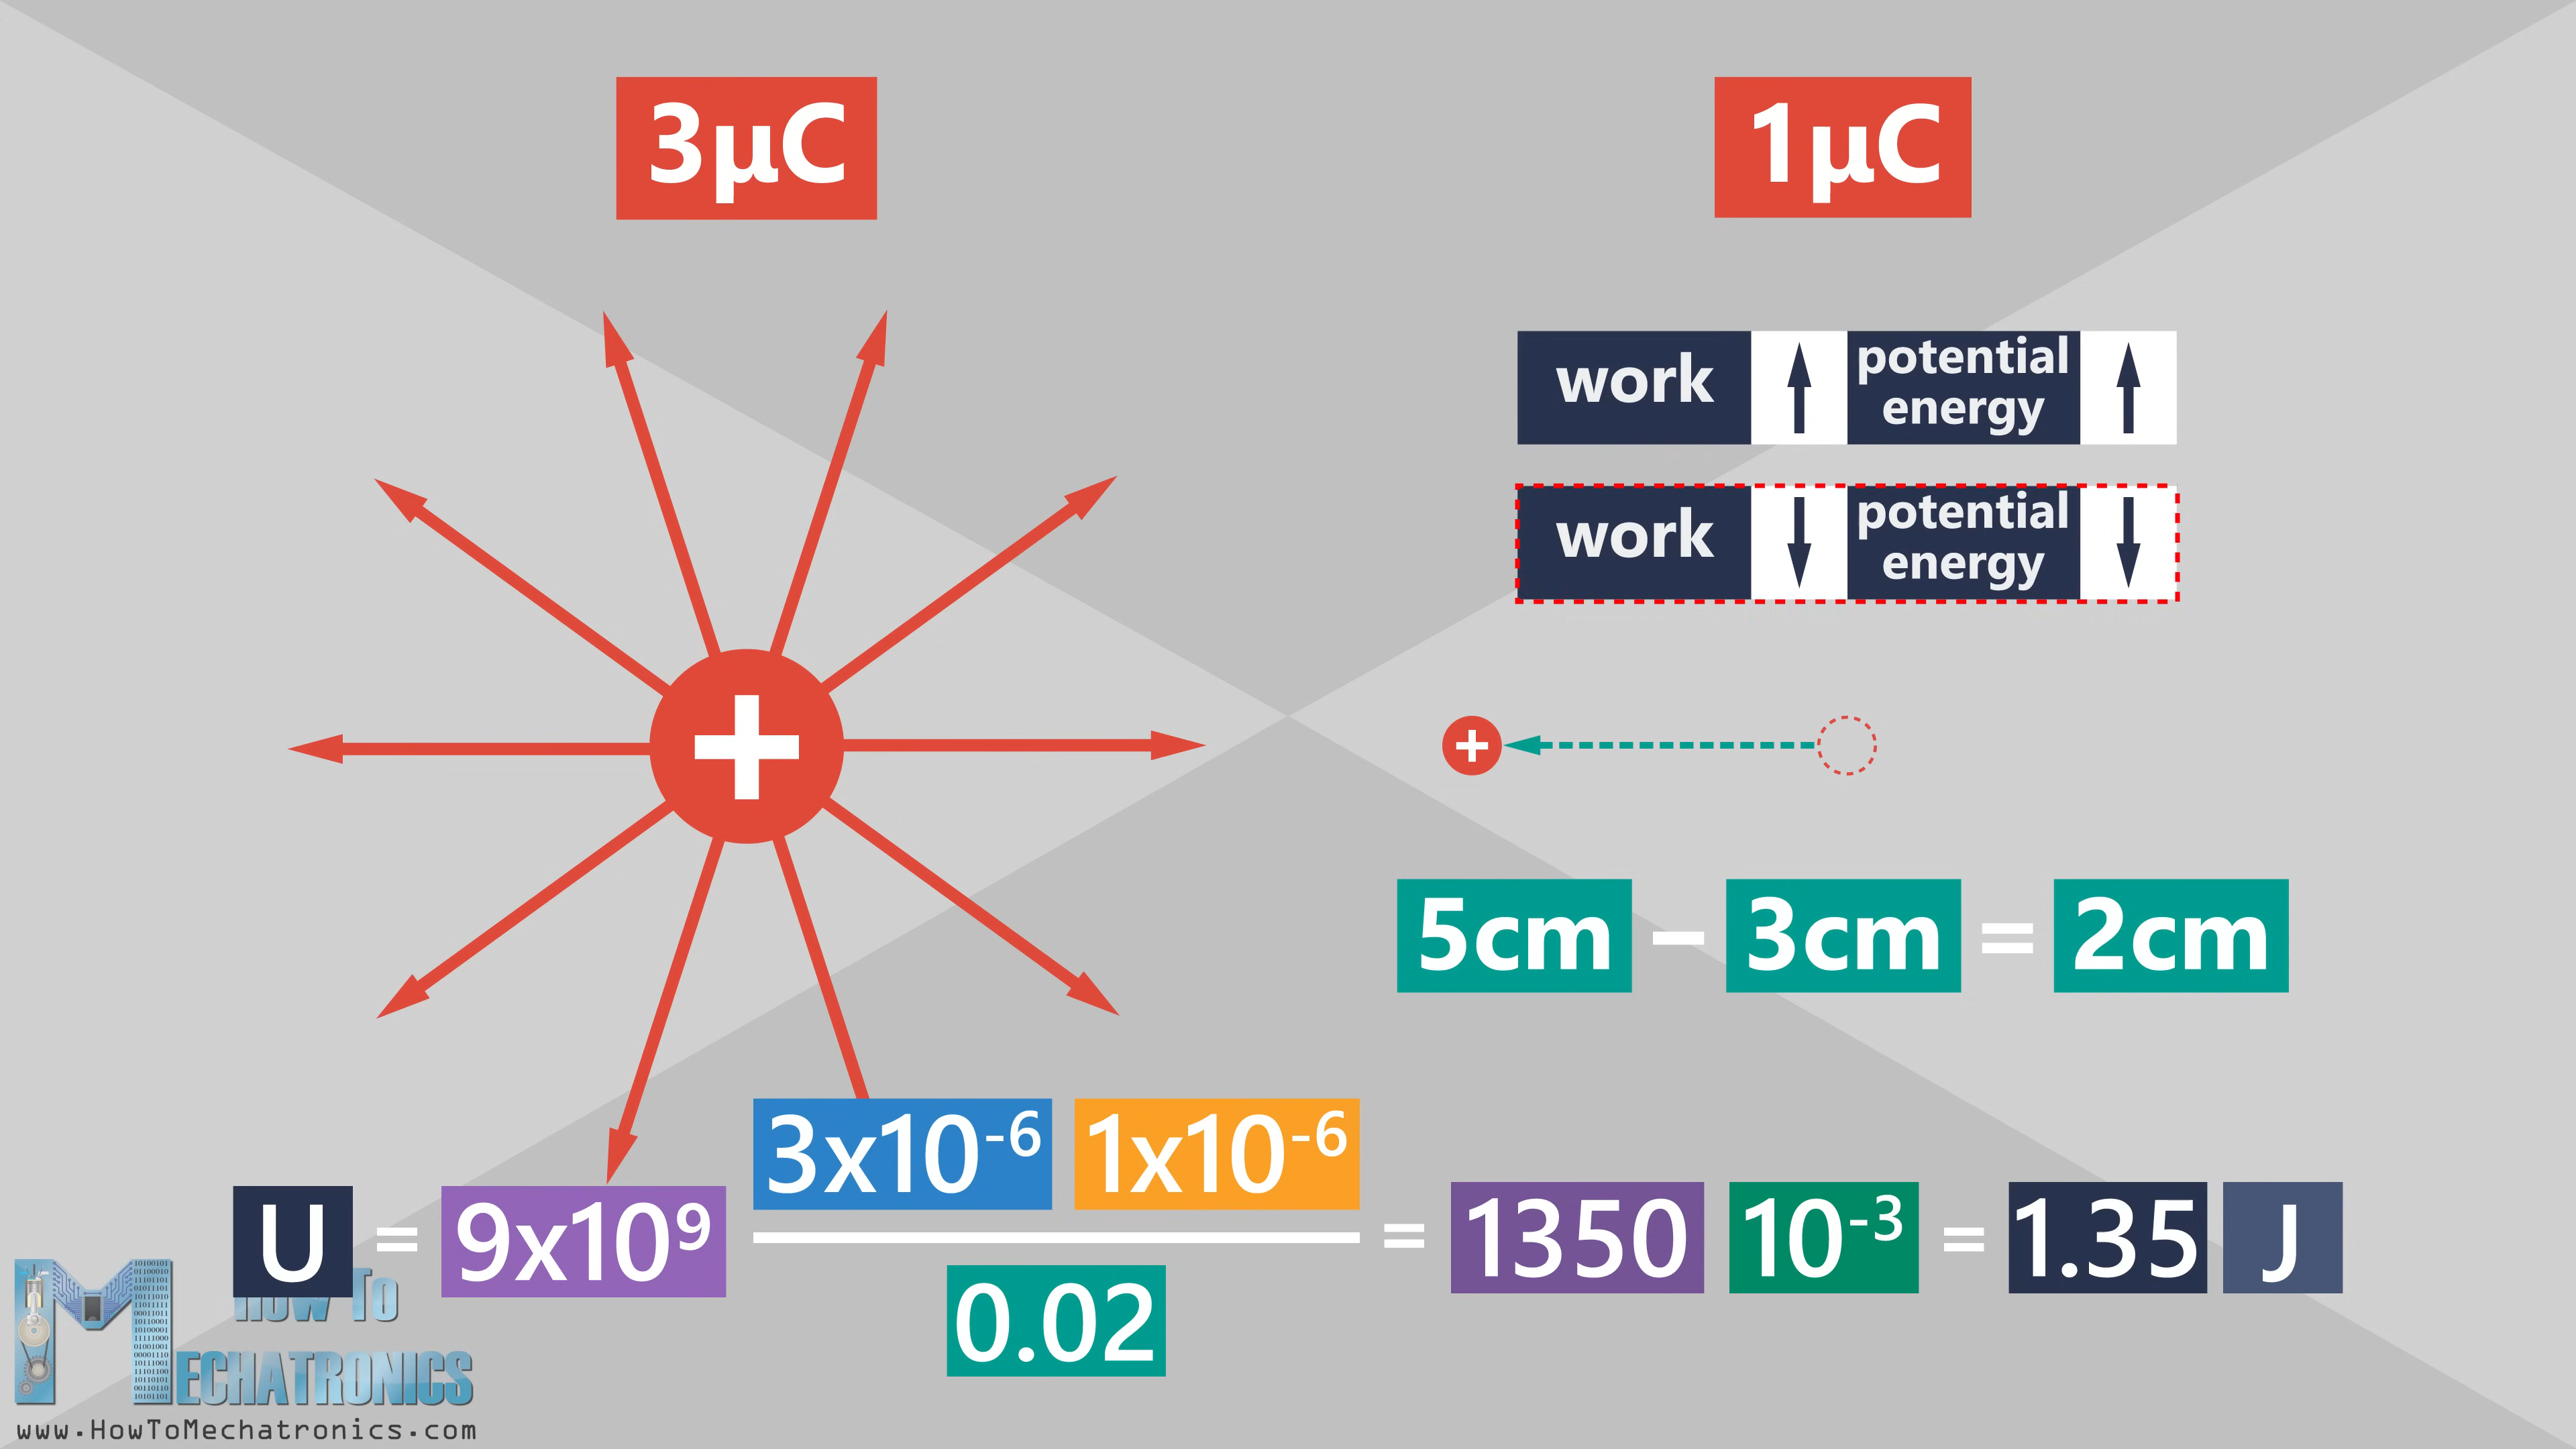 3µC
1µC
work potential energy
work potential energy
5cm − 3cm = 2cm
3x10⁻⁶ 1x10⁻⁶
U = 9x10⁹ = 1350 10⁻³ = 1.35 J
0.02
How To
MECHATRONICS
www.HowToMechatronics.com